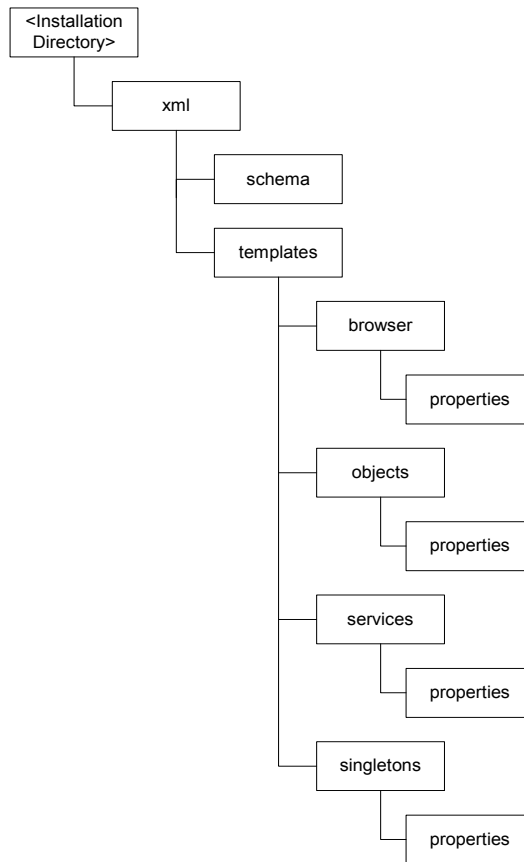 <Installation
Directory>
xml
schema
templates
browser
properties
objects
properties
services
properties
singletons
properties